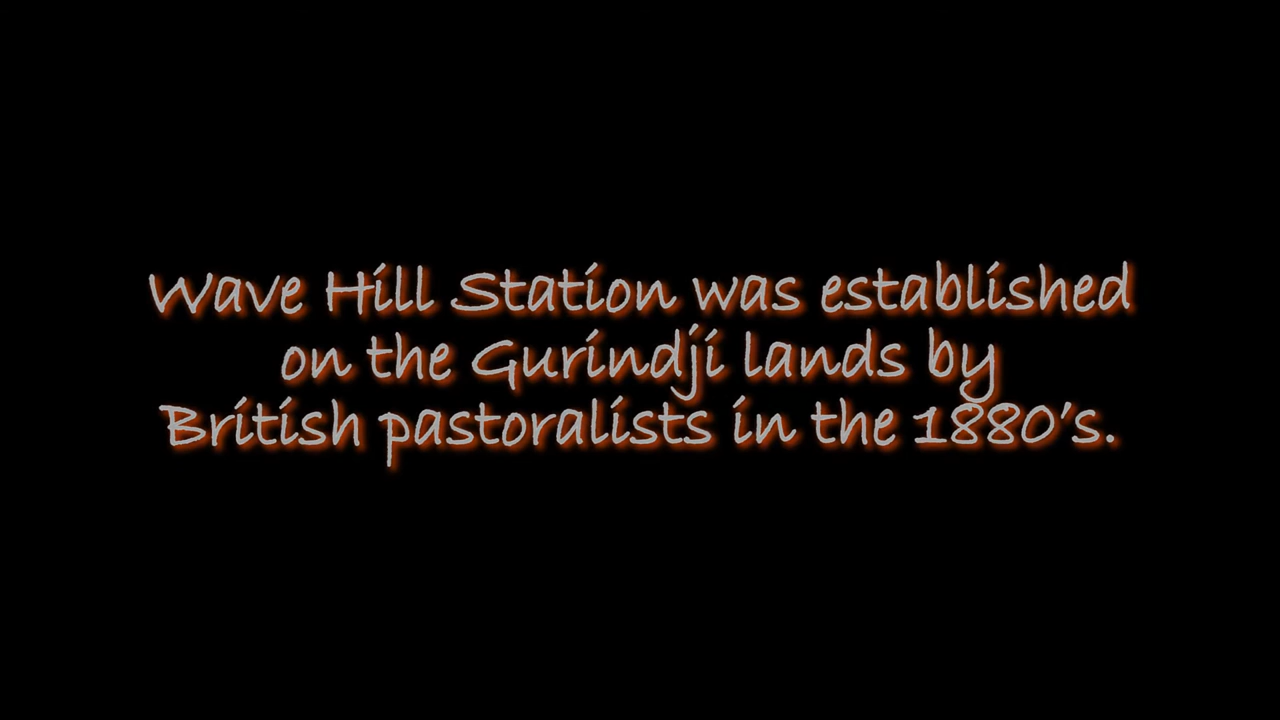 Wave Hill Station was established
on the Gurindji lands by
British pastoralists in the 1880's.